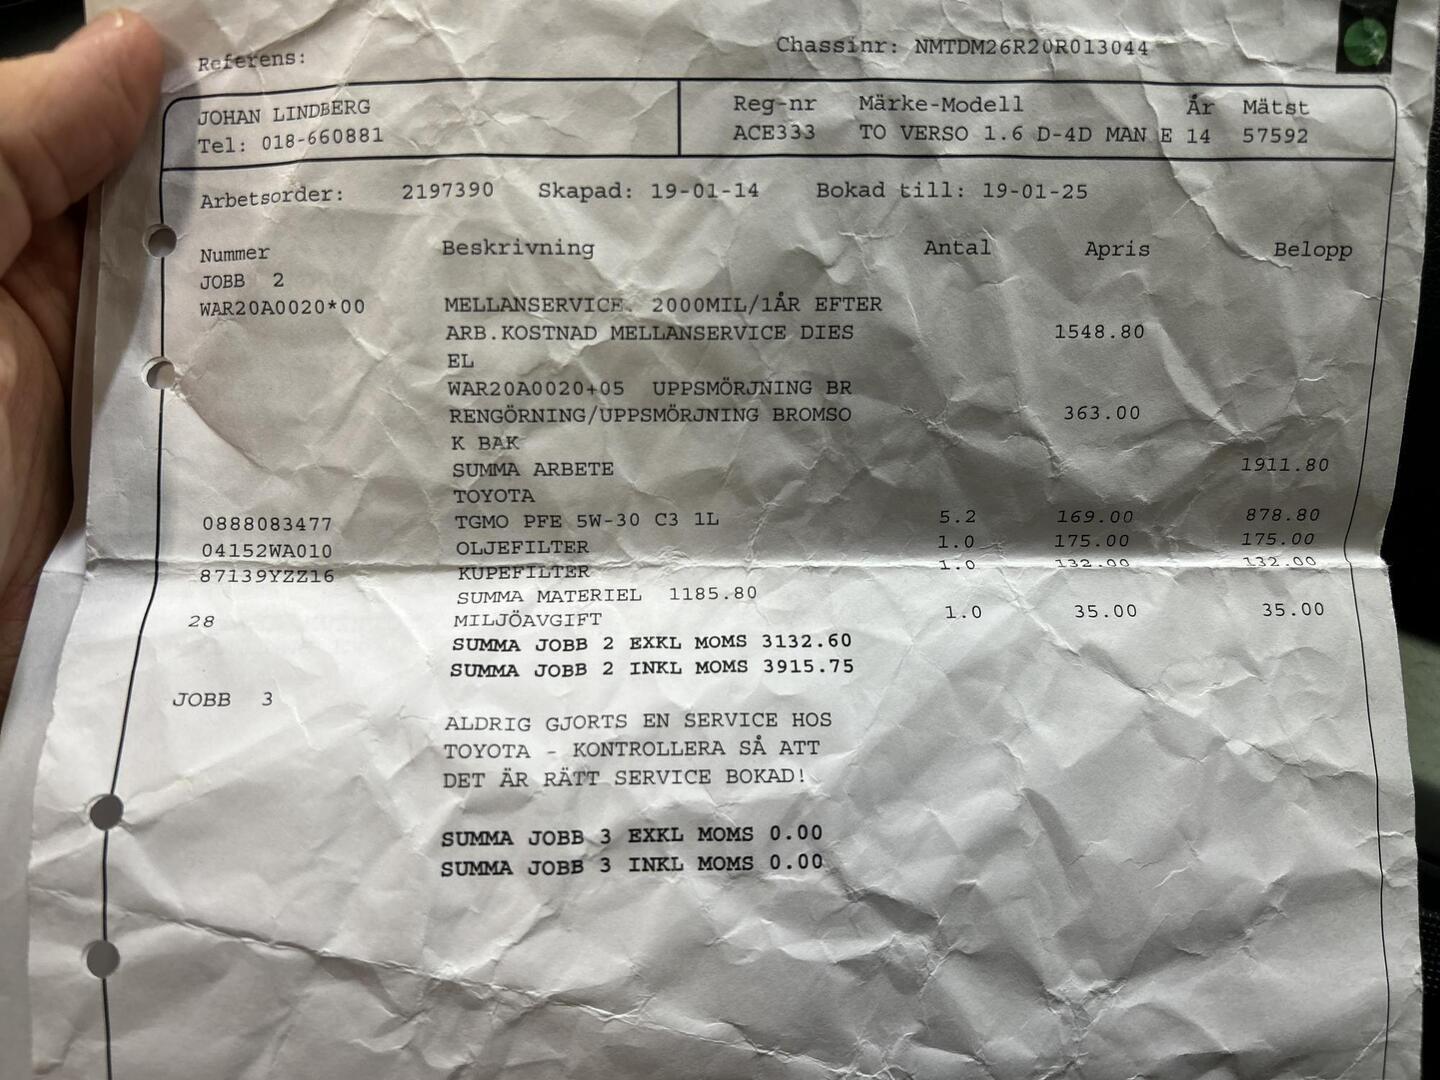 Referens: Chassinr: NMTDM26R20R013044
JOHAN LINDBERG Reg-nr Märke-Modell År Mätst
Tel: 018-660881 ACE333 TO VERSO 1.6 D-4D MAN E 14 57592
Arbetsorder: 2197390 Skapad: 19-01-14 Bokad till: 19-01-25
Nummer Beskrivning Antal Apris Belopp
JOBB 2
WAR20A0020*00 MELLANSERVICE. 2000MIL/1ÅR EFTER
ARB.KOSTNAD MELLANSERVICE DIES 1548.80
EL
WAR20A0020+05 UPPSMÖRJNING BR
RENGÖRNING/UPPSMÖRJNING BROMSO 363.00
K BAK
SUMMA ARBETE 1911.80
TOYOTA
0888083477 TGMO PFE 5W-30 C3 1L 5.2 169.00 878.80
04152WA010 OLJEFILTER 1.0 175.00 175.00
87139YZZ16 KUPEFILTER 1.0 132.00 132.00
SUMMA MATERIEL 1185.80
28 MILJÖAVGIFT 1.0 35.00 35.00
SUMMA JOBB 2 EXKL MOMS 3132.60
SUMMA JOBB 2 INKL MOMS 3915.75
JOBB 3
ALDRIG GJORTS EN SERVICE HOS
TOYOTA - KONTROLLERA SÅ ATT
DET ÄR RÄTT SERVICE BOKAD!
SUMMA JOBB 3 EXKL MOMS 0.00
SUMMA JOBB 3 INKL MOMS 0.00